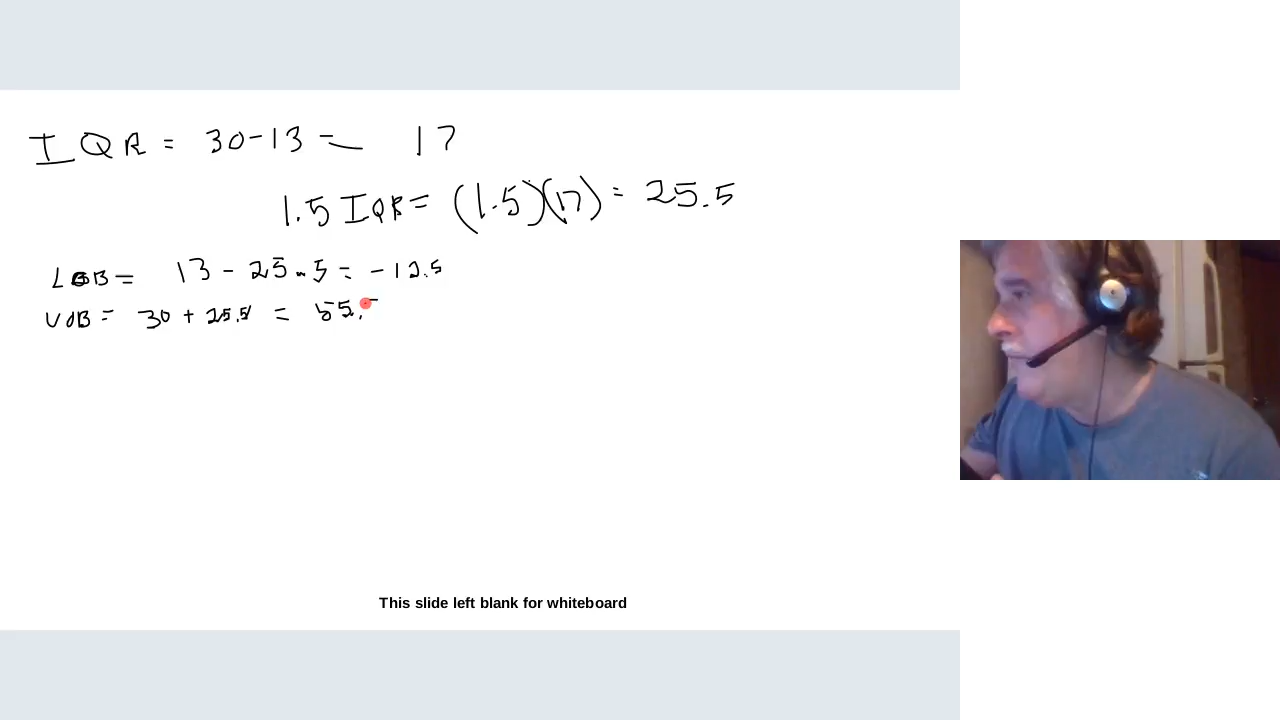 IQR = 30-13 = 17
1.5 IQR = (1.5)(17) = 25.5
LOB = 13 - 25.5 = -12.5
UOB = 30 + 25.5 = 55.
This slide left blank for whiteboard